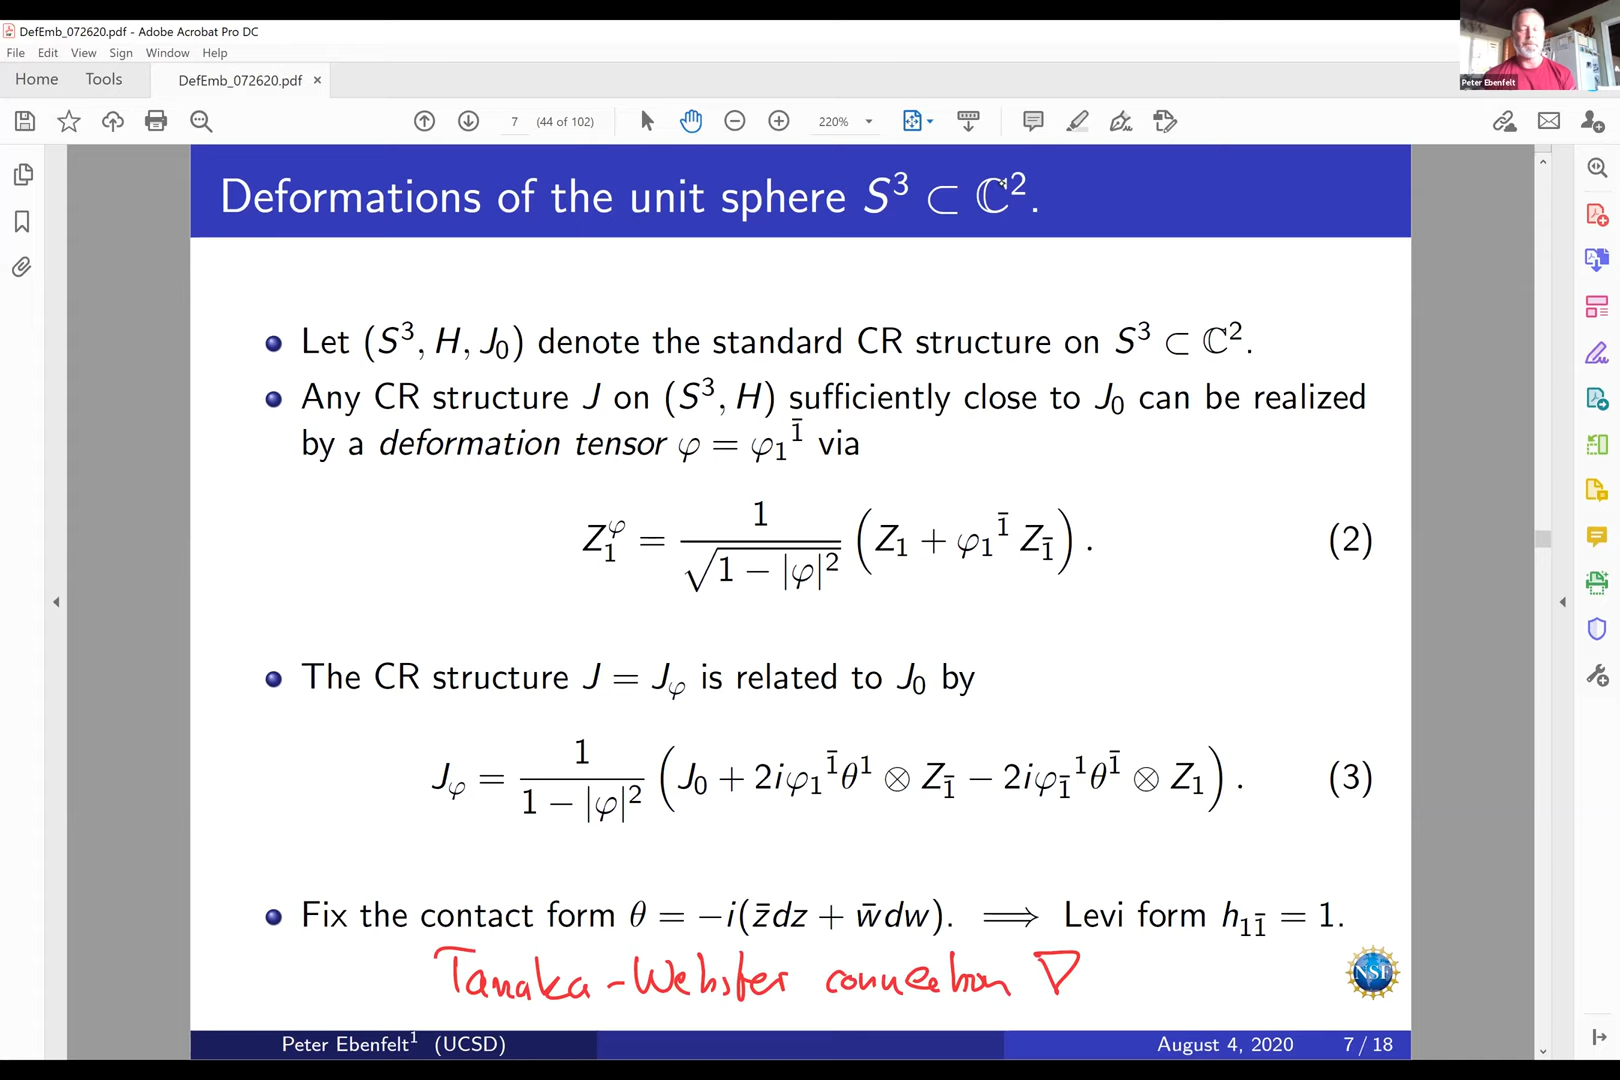 DefEmb_072620.pdf - Adobe Acrobat Pro DC
File Edit View Sign Window Help
Home Tools DefEmb_072620.pdf ×
7 (44 of 102) 220%
Peter Ebenfelt
Deformations of the unit sphere S³ ⊂ ℂ².
Let (S³, H, J₀) denote the standard CR structure on S³ ⊂ ℂ².
Any CR structure J on (S³, H) sufficiently close to J₀ can be realized
by a deformation tensor φ = φ₁^1̄ via
Z₁^φ = 1/√(1 − |φ|²) (Z₁ + φ₁^1̄ Z_1̄). (2)
The CR structure J = J_φ is related to J₀ by
J_φ = 1/(1 − |φ|²) (J₀ + 2iφ₁^1̄ θ¹ ⊗ Z_1̄ − 2iφ_1̄^1 θ^1̄ ⊗ Z₁). (3)
Fix the contact form θ = −i(z̄dz + w̄dw). ⟹ Levi form h_{11̄} = 1.
Tanaka-Webster connection ∇
NSF
Peter Ebenfelt¹ (UCSD) August 4, 2020 7 / 18